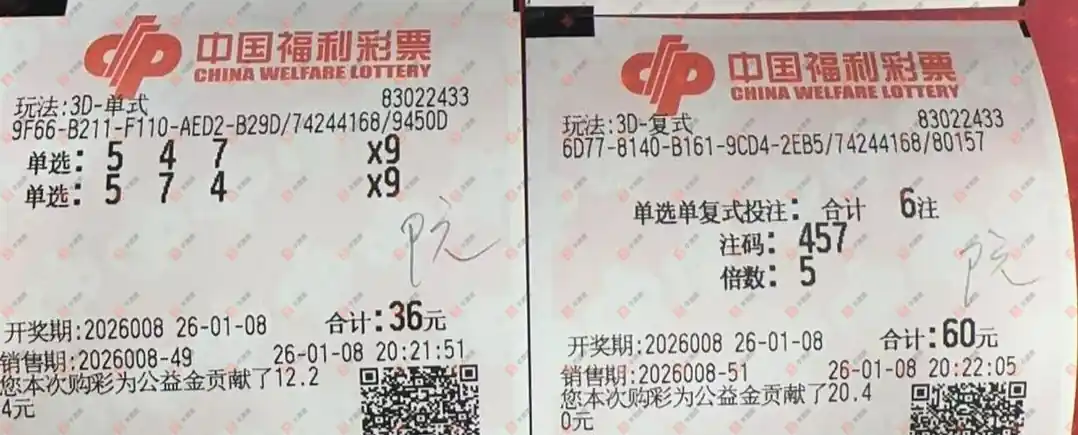 中国福利彩票
CHINA WELFARE LOTTERY
玩法:3D-单式 83022433
9F66-B211-F110-AED2-B29D/74244168/9450D
单选: 5 4 7 x9
单选: 5 7 4 x9
开奖期:2026008 26-01-08 合计:36元
销售期:2026008-49 26-01-08 20:21:51
您本次购彩为公益金贡献了12.2
4元
中国福利彩票
CHINA WELFARE LOTTERY
玩法:3D-复式 83022433
6D77-8140-B161-9CD4-2EB5/74244168/80157
单选单复式投注: 合计 6注
注码: 457
倍数: 5
开奖期:2026008 26-01-08 合计:60元
销售期:2026008-51 26-01-08 20:22:05
您本次购彩为公益金贡献了20.4
0元